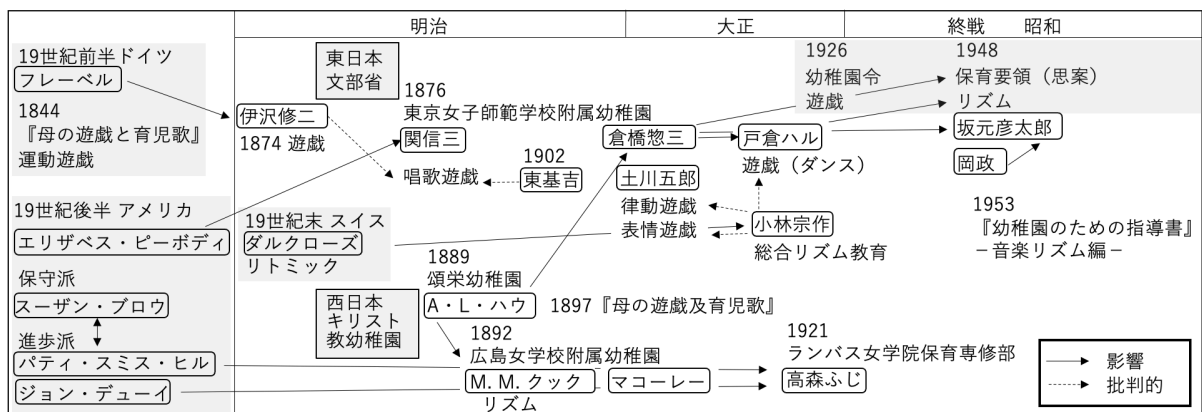 明治
大正
終戦 昭和
19世紀前半ドイツ
フレーベル
1844
『母の遊戯と育児歌』
運動遊戯
19世紀後半 アメリカ
エリザベス・ピーボディ
保守派
スーザン・ブロウ
進歩派
パティ・スミス・ヒル
ジョン・デューイ
東日本
文部省
伊沢修二
1874 遊戯
1876
東京女子師範学校附属幼稚園
関信三
唱歌遊戯
1902
東基吉
19世紀末 スイス
ダルクローズ
リトミック
1889
頌栄幼稚園
A・L・ハウ
1897『母の遊戯及育児歌』
西日本
キリスト
教幼稚園
1892
広島女学校附属幼稚園
M. M. クック
リズム
マコーレー
倉橋惣三
土川五郎
律動遊戯
表情遊戯
戸倉ハル
遊戯（ダンス）
小林宗作
総合リズム教育
1921
ランバス女学院保育専修部
高森ふじ
1926
幼稚園令
遊戯
1948
保育要領（思案）
リズム
坂元彦太郎
岡政
1953
『幼稚園のための指導書』
－音楽リズム編－
影響
批判的